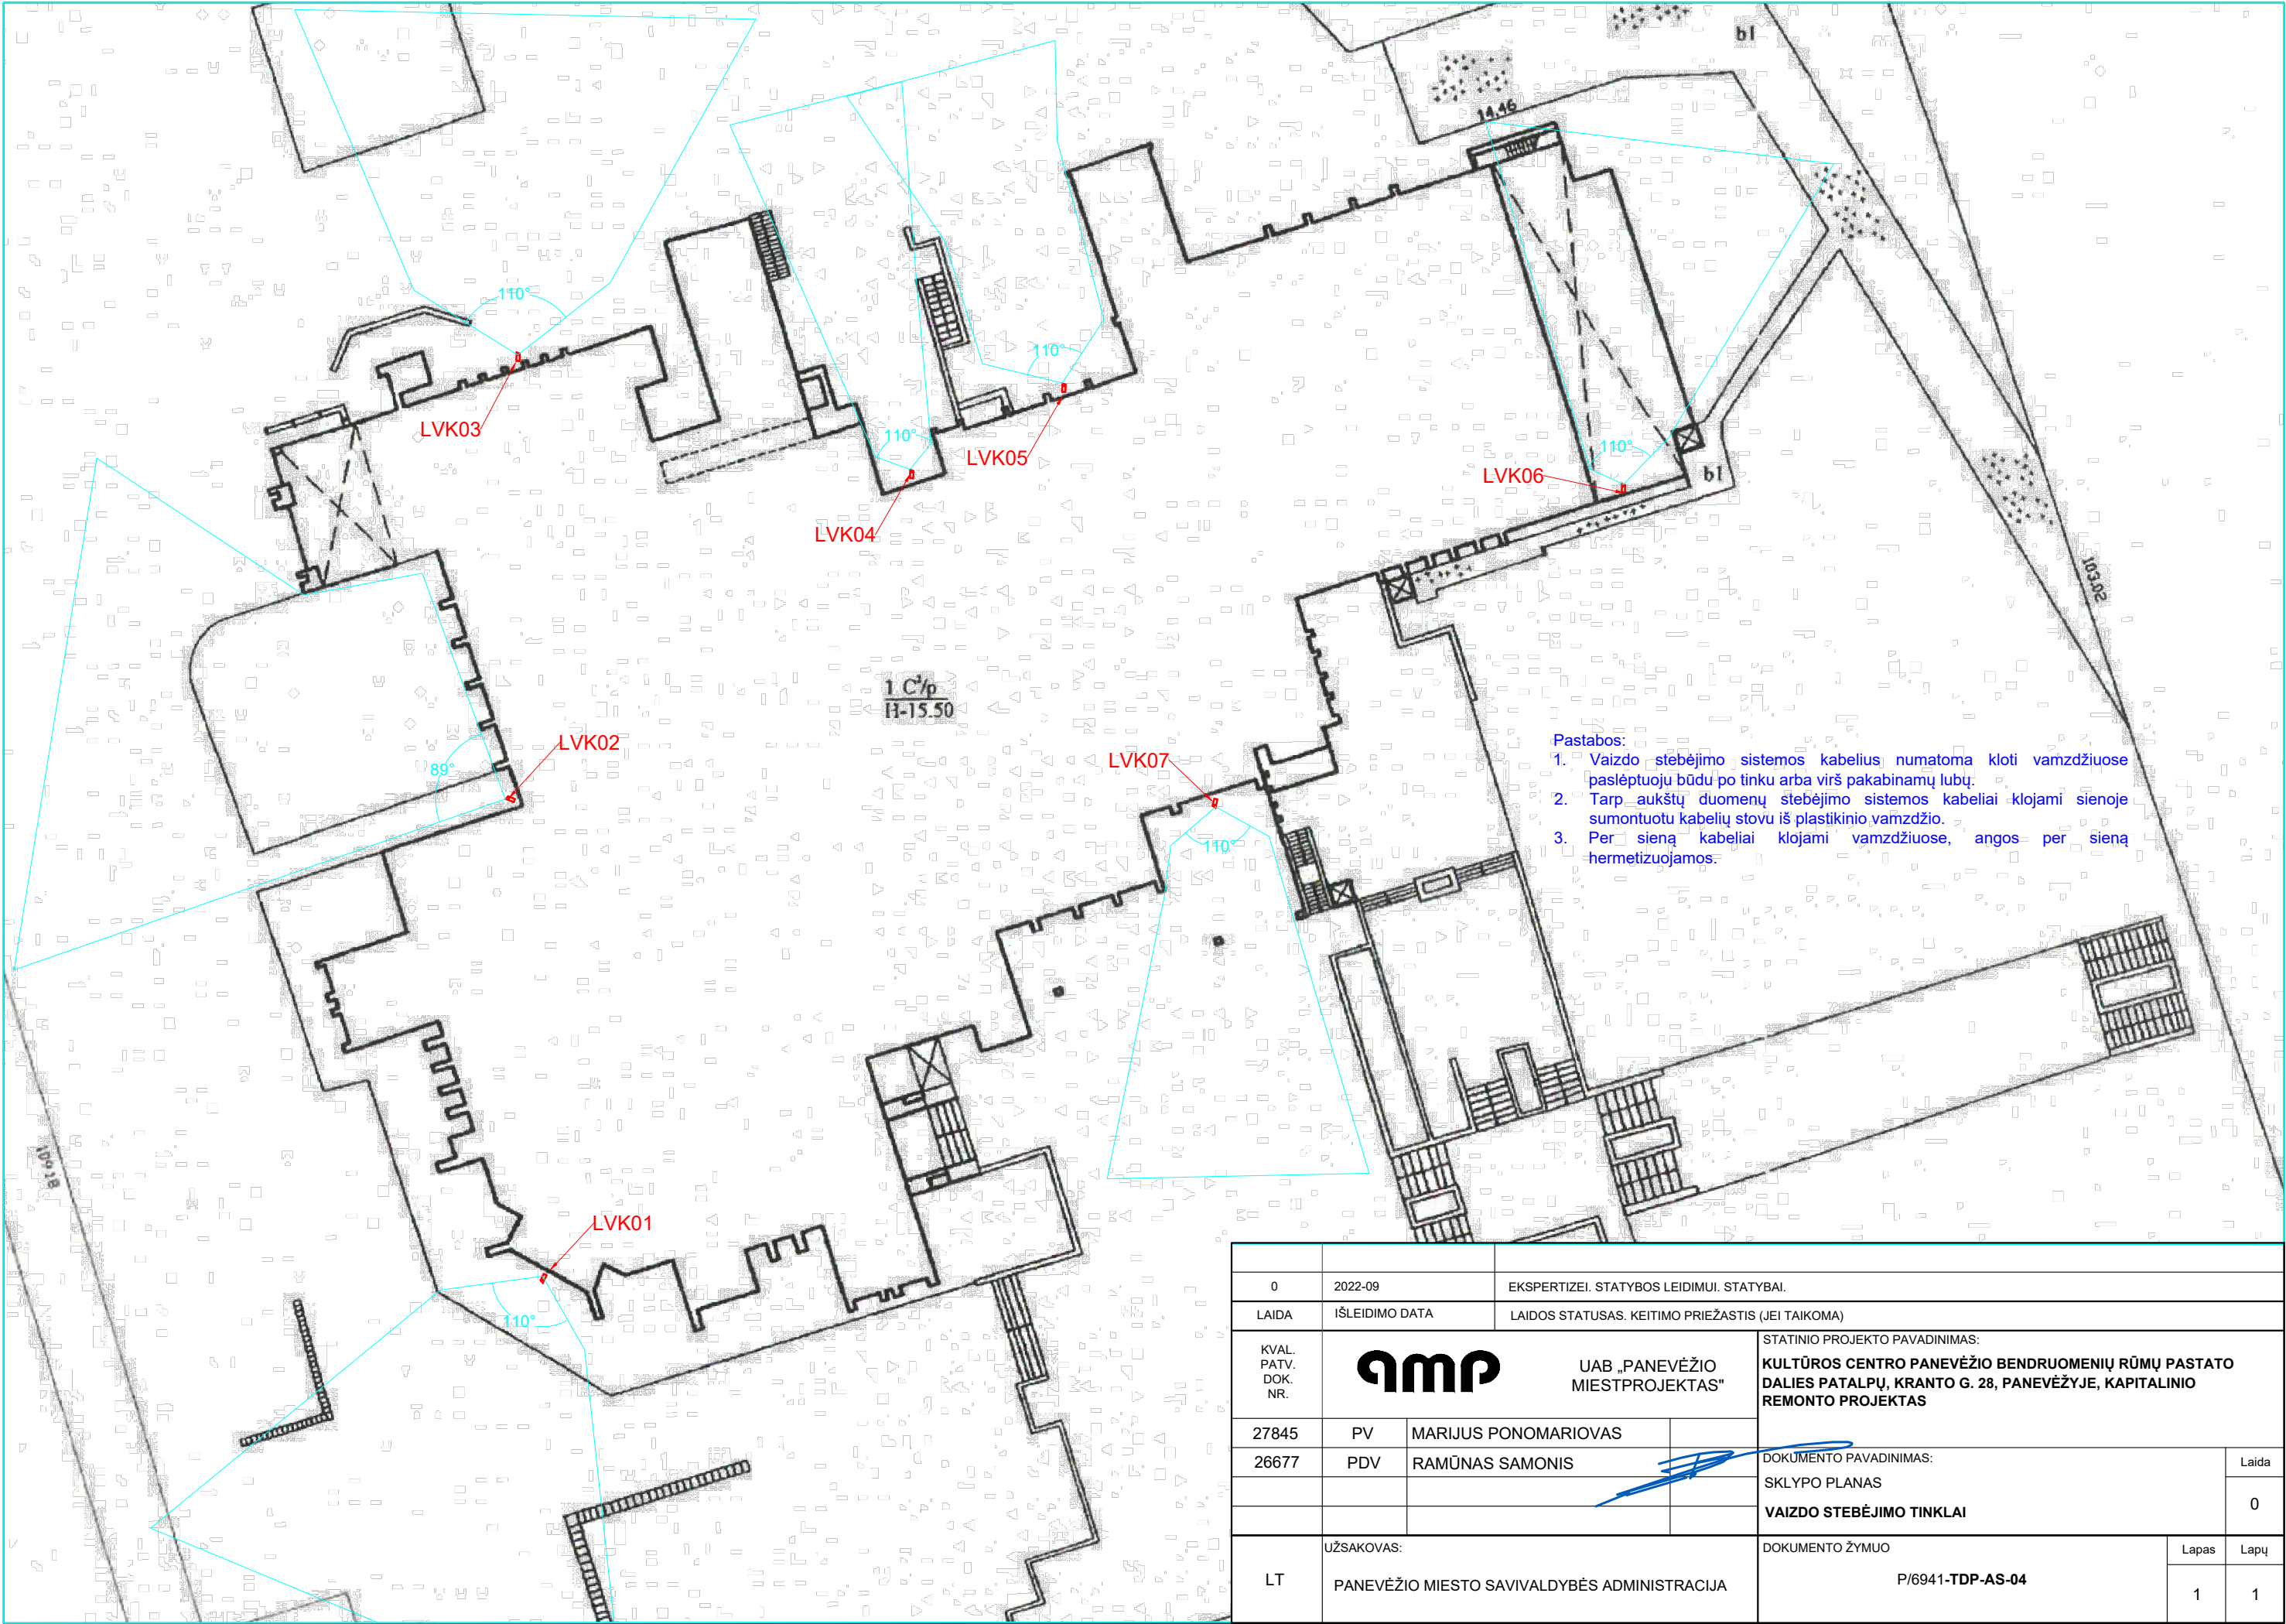 bl
14.46
110°
110°
LVK03
110°
110°
LVK05
110°
LVK06
bl
LVK04
103.02
1 C²/p
H-15.50
LVK02
89°
LVK07
110°
Pastabos:
1. Vaizdo stebėjimo sistemos kabelius numatoma kloti vamzdžiuose
paslėptuoju būdu po tinku arba virš pakabinamų lubų.
2. Tarp aukštų duomenų stebėjimo sistemos kabeliai klojami sienoje
sumontuotu kabelių stovu iš plastikinio vamzdžio.
3. Per sieną kabeliai klojami vamzdžiuose, angos per sieną
hermetizuojamos.
109.18
LVK01
110°
0 2022-09 EKSPERTIZEI. STATYBOS LEIDIMUI. STATYBAI.
LAIDA IŠLEIDIMO DATA LAIDOS STATUSAS. KEITIMO PRIEŽASTIS (JEI TAIKOMA)
KVAL.
PATV.
DOK.
NR.
amp
UAB „PANEVĖŽIO
MIESTPROJEKTAS"
STATINIO PROJEKTO PAVADINIMAS:
KULTŪROS CENTRO PANEVĖŽIO BENDRUOMENIŲ RŪMŲ PASTATO
DALIES PATALPŲ, KRANTO G. 28, PANEVĖŽYJE, KAPITALINIO
REMONTO PROJEKTAS
27845 PV MARIJUS PONOMARIOVAS
26677 PDV RAMŪNAS SAMONIS
DOKUMENTO PAVADINIMAS:
SKLYPO PLANAS
VAIZDO STEBĖJIMO TINKLAI
Laida
0
LT
UŽSAKOVAS:
PANEVĖŽIO MIESTO SAVIVALDYBĖS ADMINISTRACIJA
DOKUMENTO ŽYMUO
P/6941-TDP-AS-04
Lapas Lapų
1 1